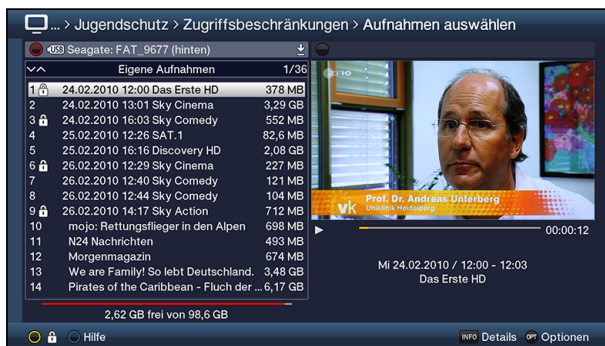 ... > Jugendschutz > Zugriffsbeschränkungen > Aufnahmen auswählen
USB Seagate: FAT_9677 (hinten)
Eigene Aufnahmen 1/36
1 24.02.2010 12:00 Das Erste HD 378 MB
2 24.02.2010 13:01 Sky Cinema 3,29 GB
3 24.02.2010 16:03 Sky Comedy 552 MB
4 25.02.2010 12:26 SAT.1 82,6 MB
5 25.02.2010 16:16 Discovery HD 2,08 GB
6 26.02.2010 12:29 Sky Cinema 227 MB
7 26.02.2010 12:40 Sky Comedy 121 MB
8 26.02.2010 12:44 Sky Comedy 104 MB
9 26.02.2010 14:17 Sky Action 712 MB
10 mojo: Rettungsflieger in den Alpen 698 MB
11 N24 Nachrichten 493 MB
12 Morgenmagazin 674 MB
13 We are Family! So lebt Deutschland. 3,48 GB
14 Pirates of the Caribbean - Fluch der ... 6,17 GB
2,62 GB frei von 98,6 GB
HD
vk
Prof. Dr. Andreas Unterberg
Uniklinik Heidelberg
00:00:12
Mi 24.02.2010 / 12:00 - 12:03
Das Erste HD
Hilfe
INFO Details
OPT Optionen